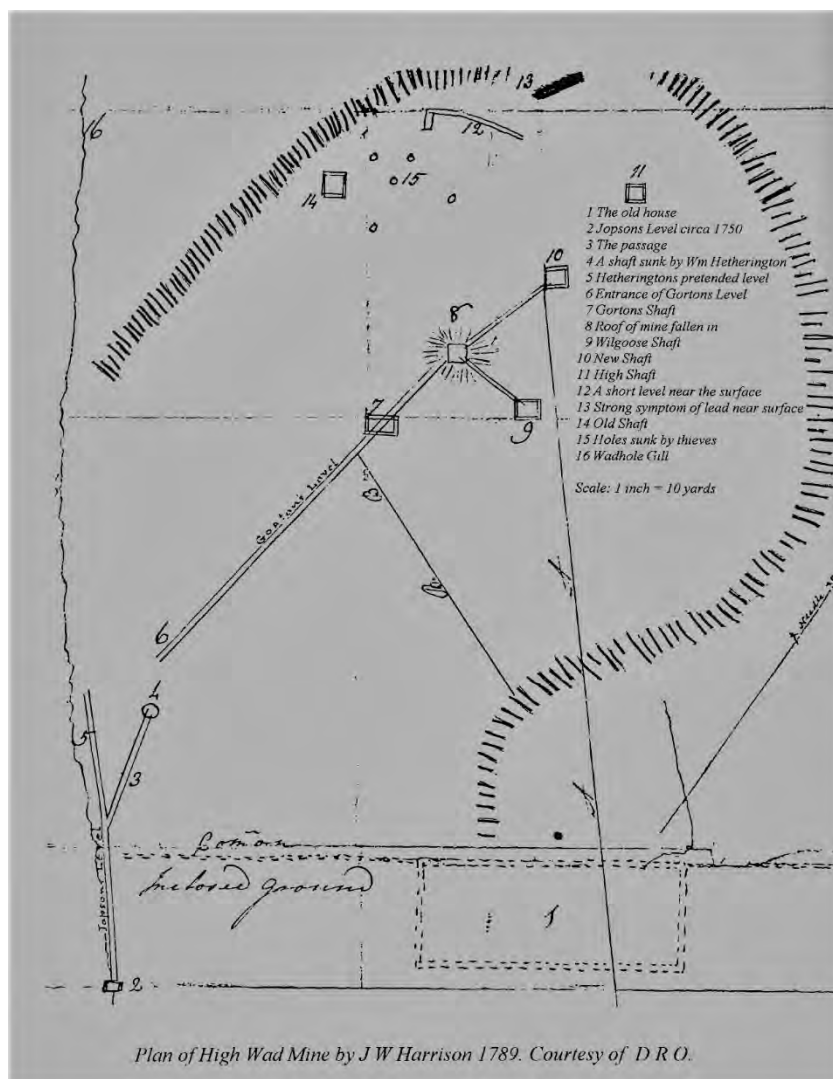 13
16
12
11
14
15
1 The old house
2 Jopsons Level circa 1750
3 The passage
4 A shaft sunk by Wm Hetherington
5 Hetheringtons pretended level
6 Entrance of Gortons Level
7 Gortons Shaft
8 Roof of mine fallen in
9 Wilgoose Shaft
10 New Shaft
11 High Shaft
12 A short level near the surface
13 Strong symptom of lead near surface
14 Old Shaft
15 Holes sunk by thieves
16 Wadhole Gill
Scale: 1 inch = 10 yards
10
8
7
9
Gorton's Level
6
4
5
3
Jopsons Level
Common
Inclosed ground
1
2
Plan of High Wad Mine by J W Harrison 1789. Courtesy of D R O.